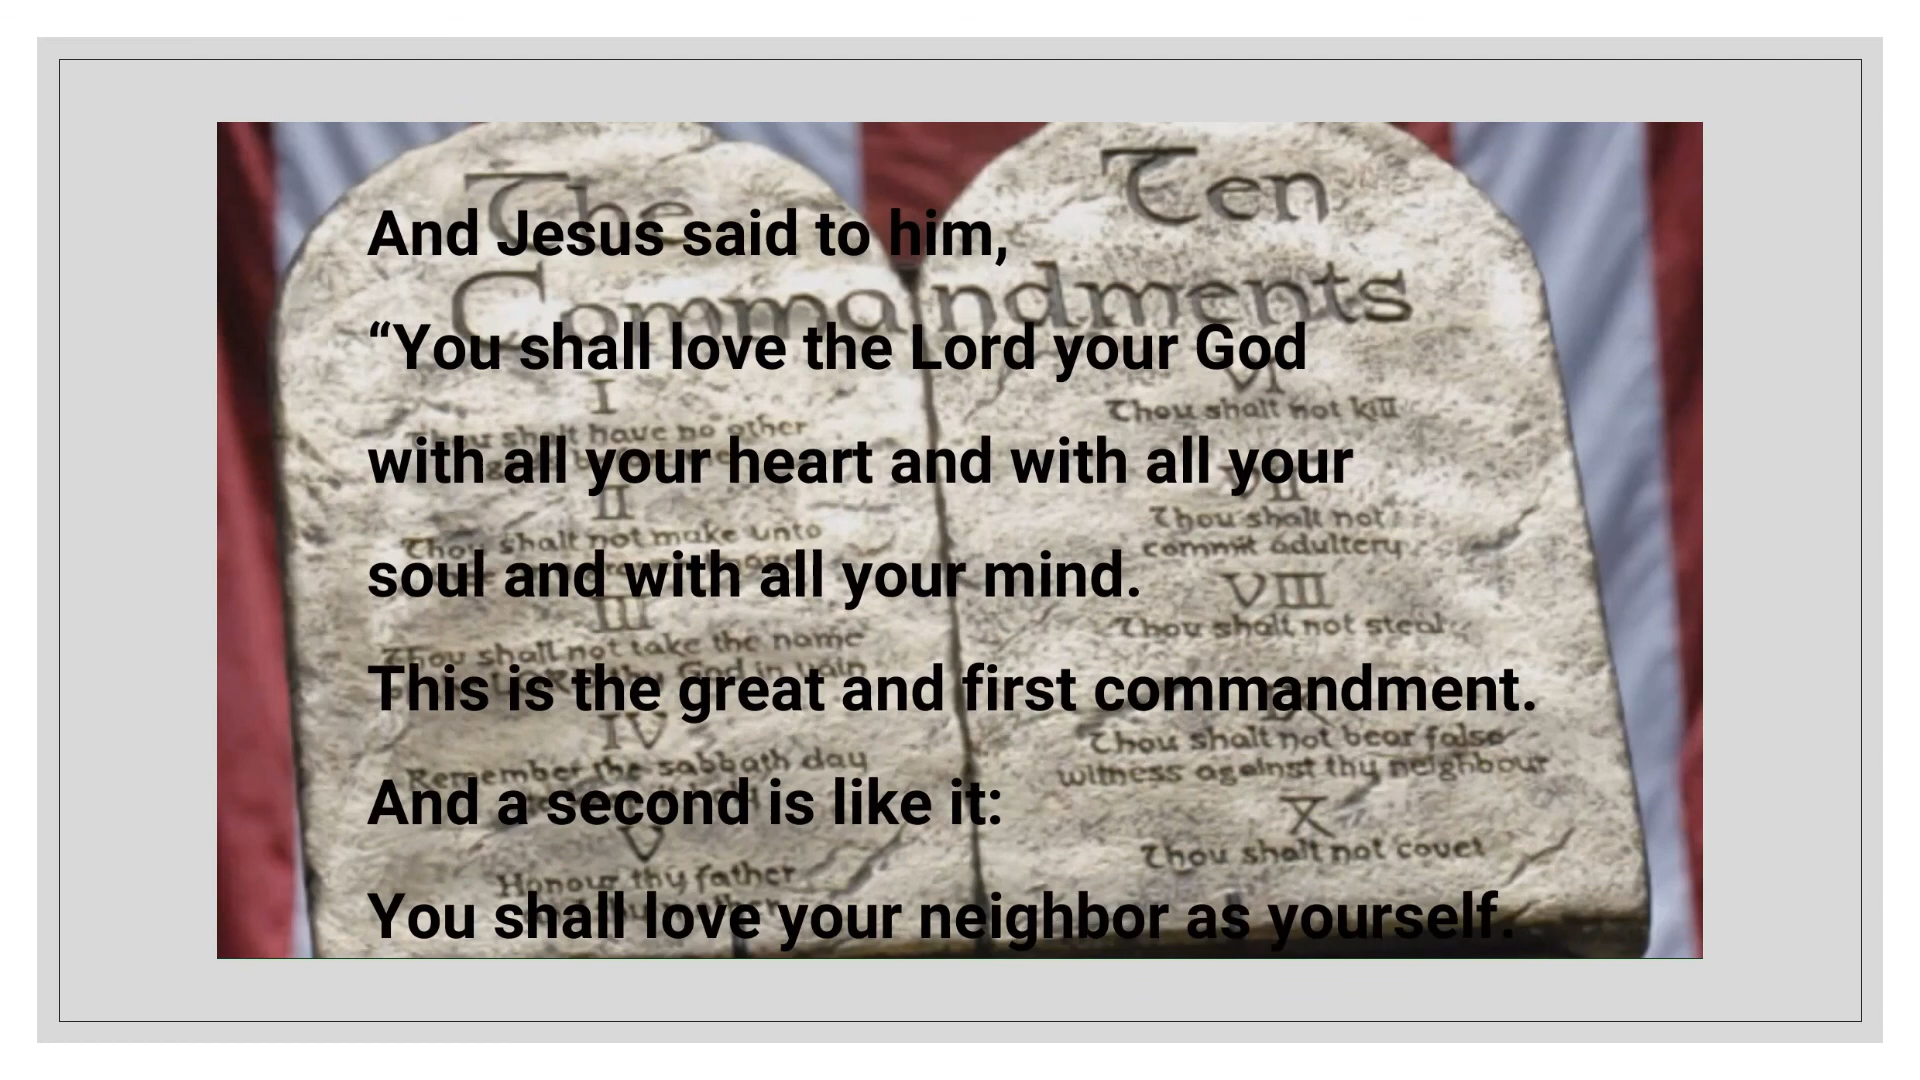 And Jesus said to him,
“You shall love the Lord your God
with all your heart and with all your
soul and with all your mind.
This is the great and first commandment.
And a second is like it:
You shall love your neighbor as yourself.
The Ten
Commandments
I
Thou shalt have no other
II
Thou shalt not make unto
III
Thou shall not take the name
God in vain
IV
Remember the sabbath day
V
Honour thy father
VI
Thou shalt not kill
VII
Thou shalt not
commit adultery
VIII
Thou shalt not steal
Thou shalt not bear false
witness against thy neighbour
X
Thou shalt not covet